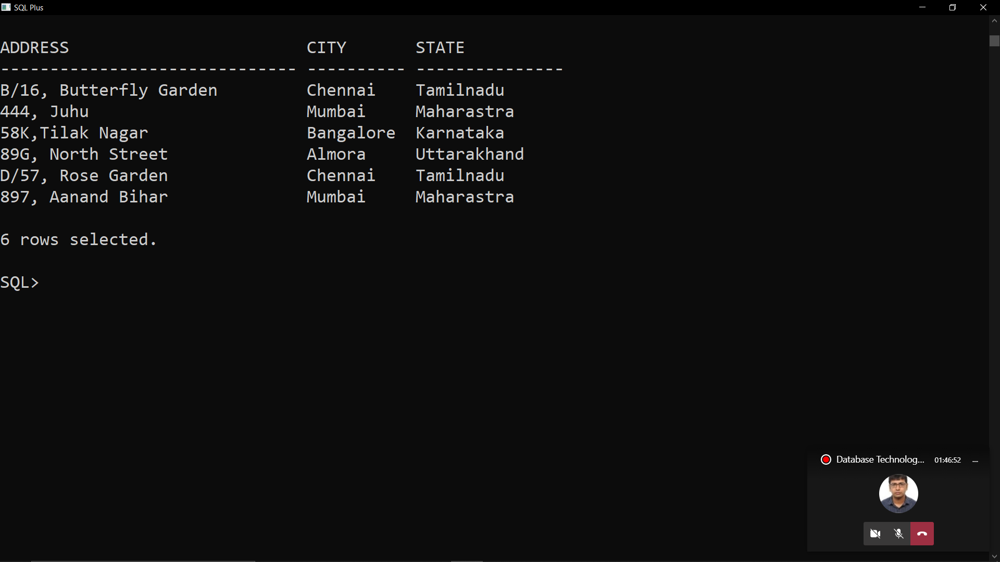 SQL Plus
ADDRESS CITY STATE
------------------------------ ---------- ---------------
B/16, Butterfly Garden Chennai Tamilnadu
444, Juhu Mumbai Maharastra
58K,Tilak Nagar Bangalore Karnataka
89G, North Street Almora Uttarakhand
D/57, Rose Garden Chennai Tamilnadu
897, Aanand Bihar Mumbai Maharastra
6 rows selected.
SQL>
Database Technolog... 01:46:52